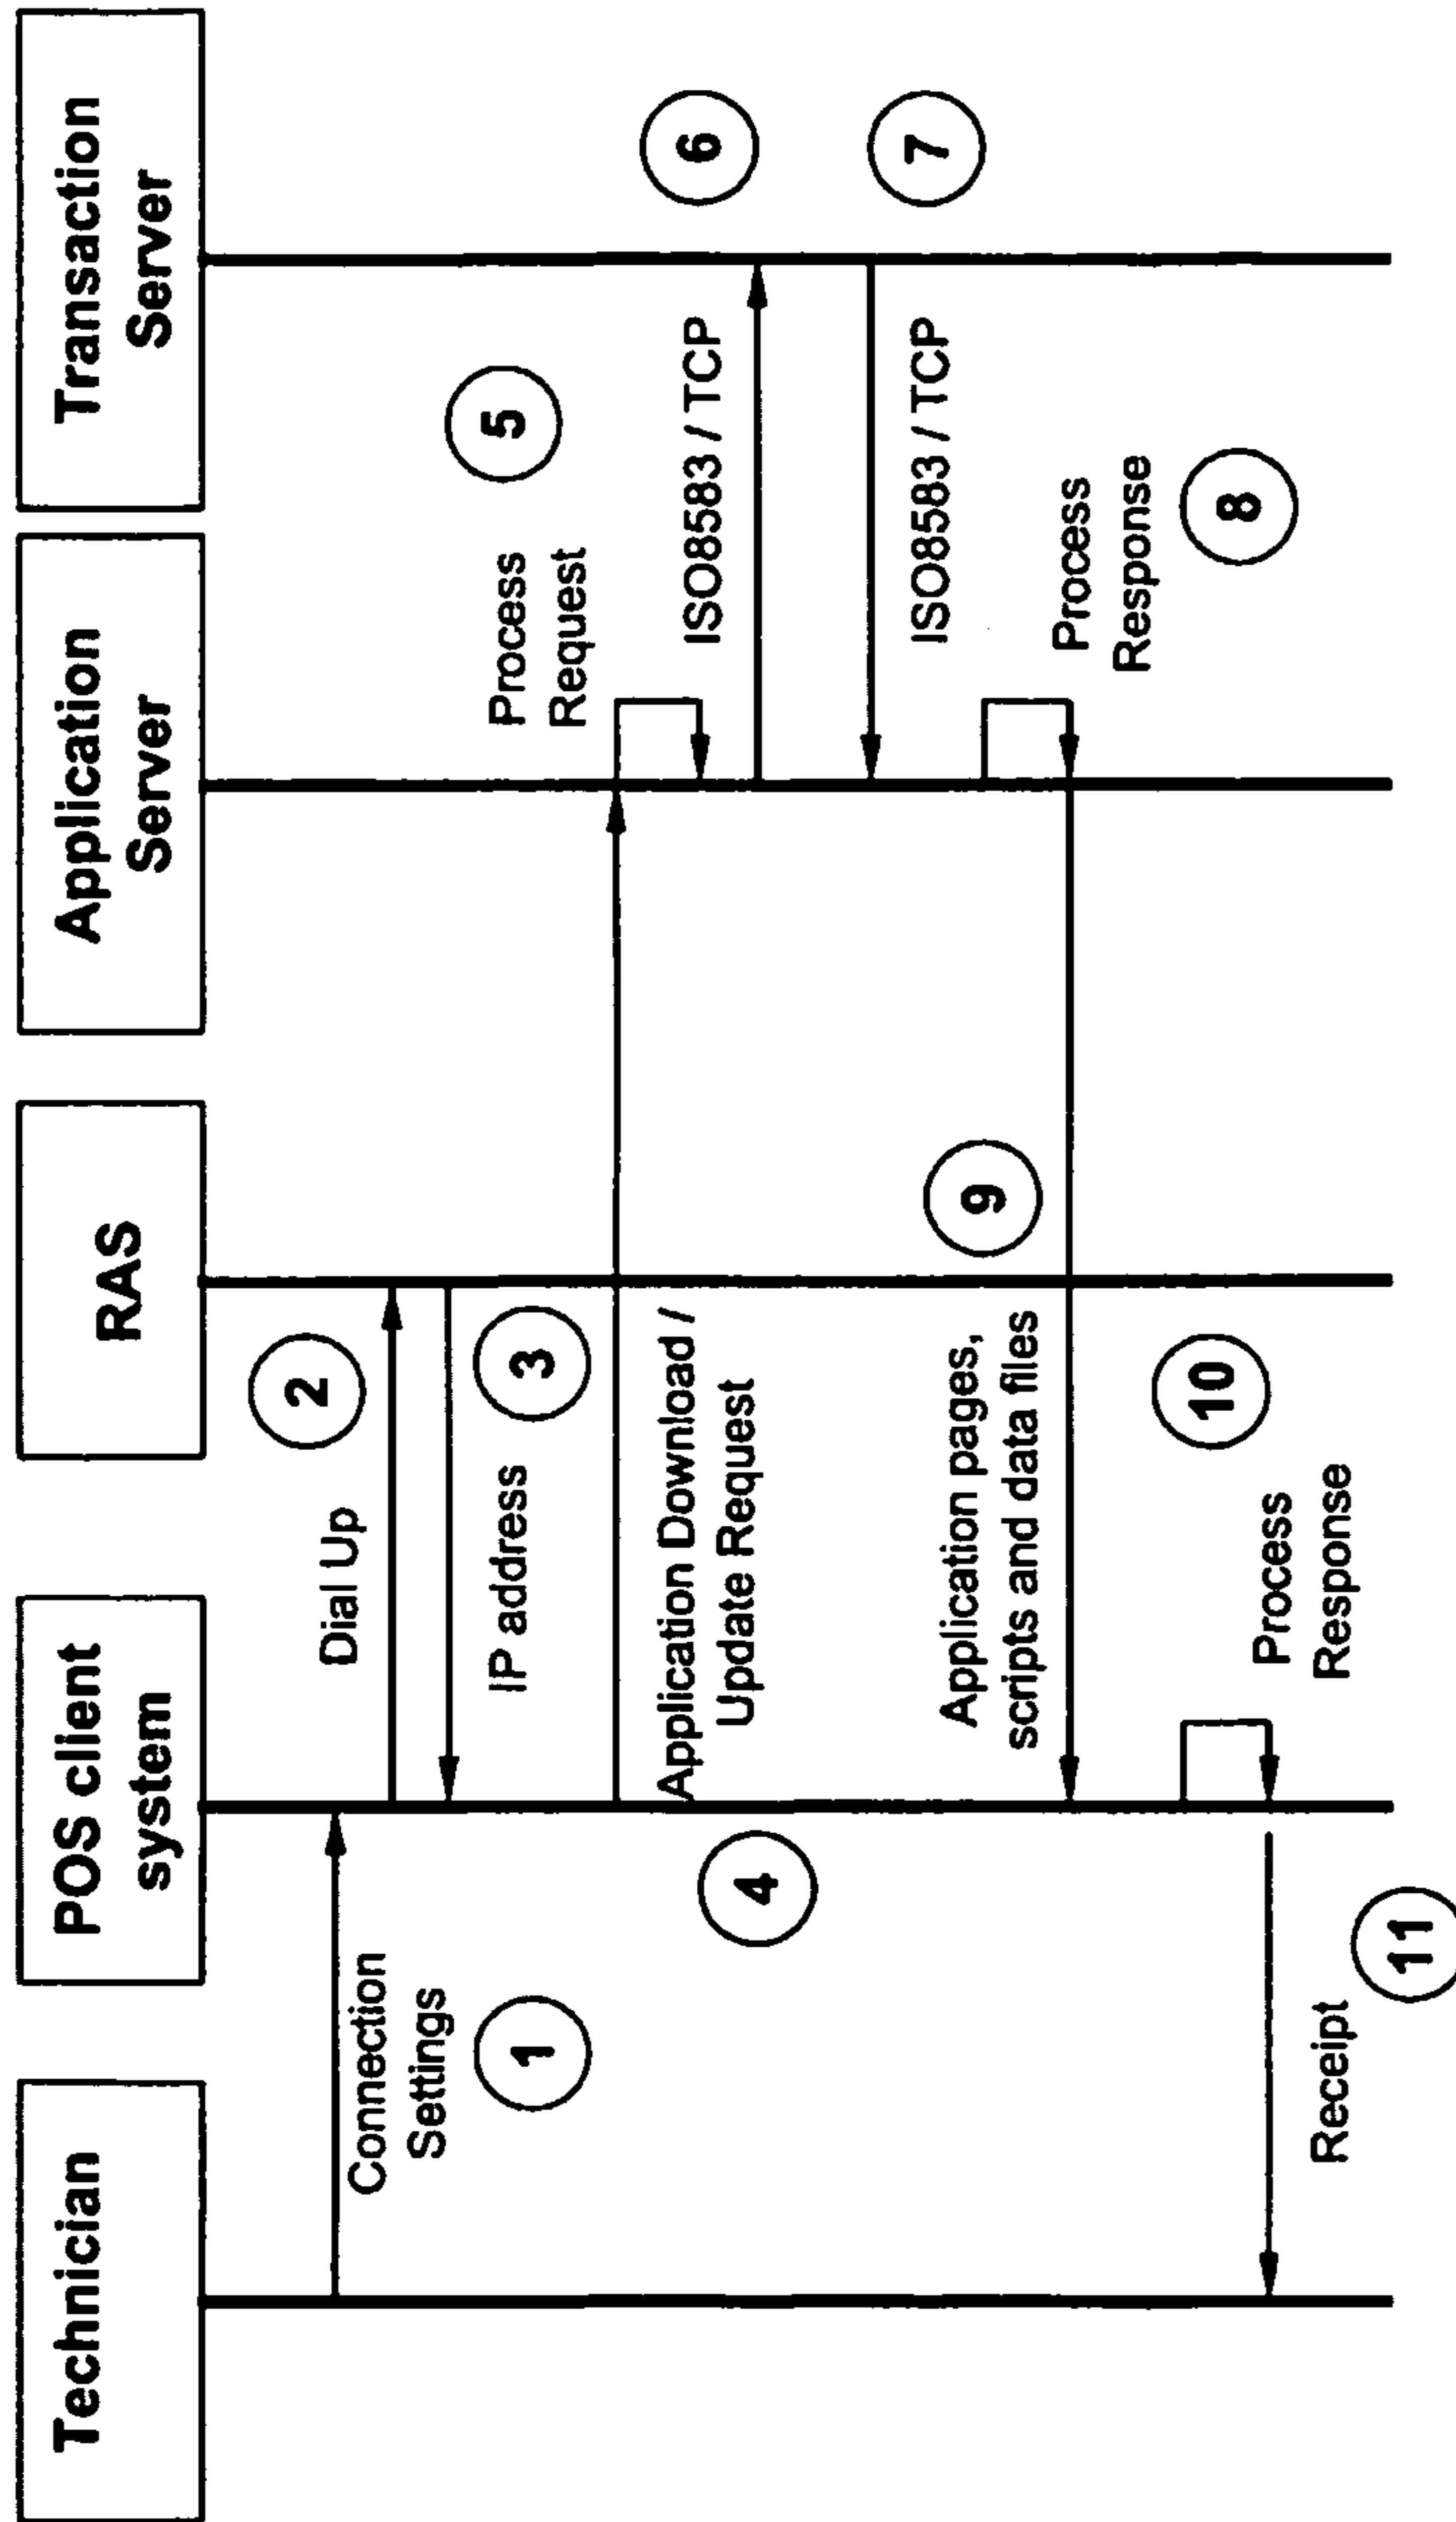 Technician
POS client
system
RAS
Application
Server
Transaction
Server
Connection
Settings
1
Dial Up
2
IP address
3
Application Download /
Update Request
4
Process
Request
5
ISO8583 / TCP
6
ISO8583 / TCP
7
Process
Response
8
Application pages,
scripts and data files
9
Process
Response
10
Receipt
11